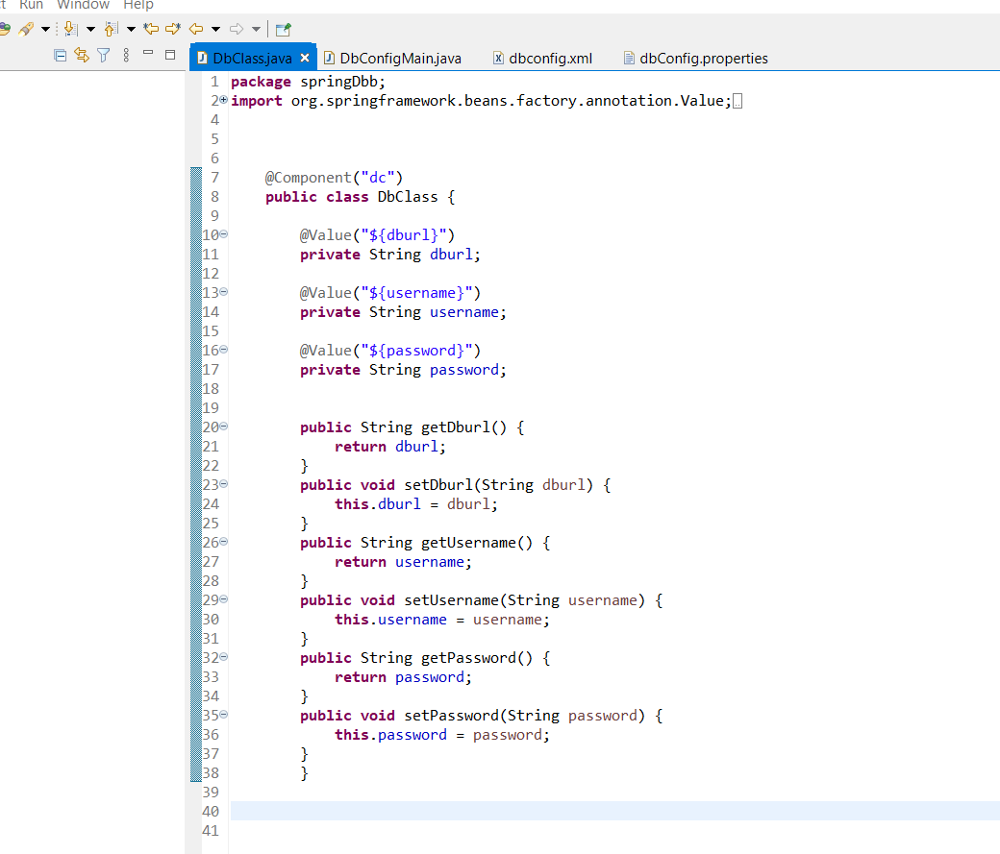 Run Window Help
DbClass.java DbConfigMain.java dbconfig.xml dbConfig.properties
1 package springDbb;
2 import org.springframework.beans.factory.annotation.Value;
4
5
6
7 @Component("dc")
8 public class DbClass {
9
10 @Value("${dburl}")
11 private String dburl;
12
13 @Value("${username}")
14 private String username;
15
16 @Value("${password}")
17 private String password;
18
19
20 public String getDburl() {
21 return dburl;
22 }
23 public void setDburl(String dburl) {
24 this.dburl = dburl;
25 }
26 public String getUsername() {
27 return username;
28 }
29 public void setUsername(String username) {
30 this.username = username;
31 }
32 public String getPassword() {
33 return password;
34 }
35 public void setPassword(String password) {
36 this.password = password;
37 }
38 }
39
40
41